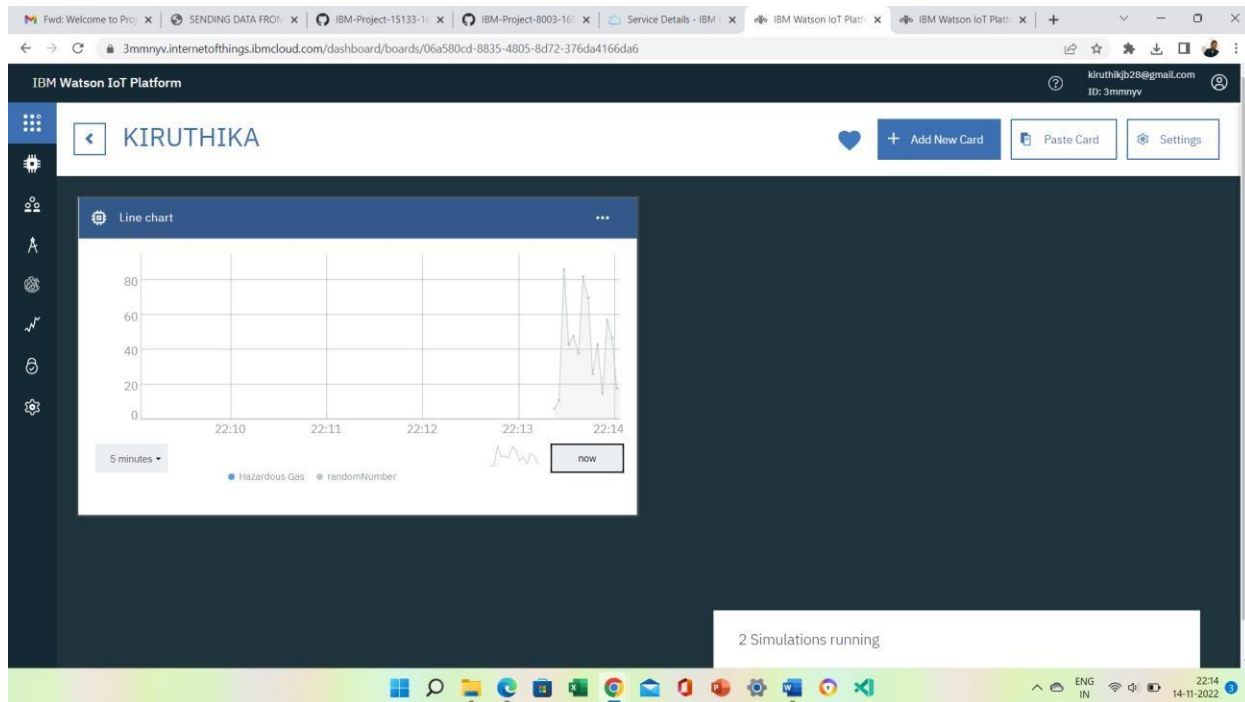 Fwd: Welcome to Proj
SENDING DATA FROM
IBM-Project-15133-1
IBM-Project-8003-16
Service Details - IBM
IBM Watson IoT Platf
IBM Watson IoT Platf
3mmnyv.internetofthings.ibmcloud.com/dashboard/boards/06a580cd-8835-4805-8d72-376da4166da6
IBM Watson IoT Platform
kiruthikjb28@gmail.com
ID: 3mmnyv
KIRUTHIKA
+ Add New Card
Paste Card
Settings
Line chart
80
60
40
20
0
22:10 22:11 22:12 22:13 22:14
5 minutes
now
Hazardous Gas randomNumber
2 Simulations running
ENG
IN
22:14
14-11-2022
3